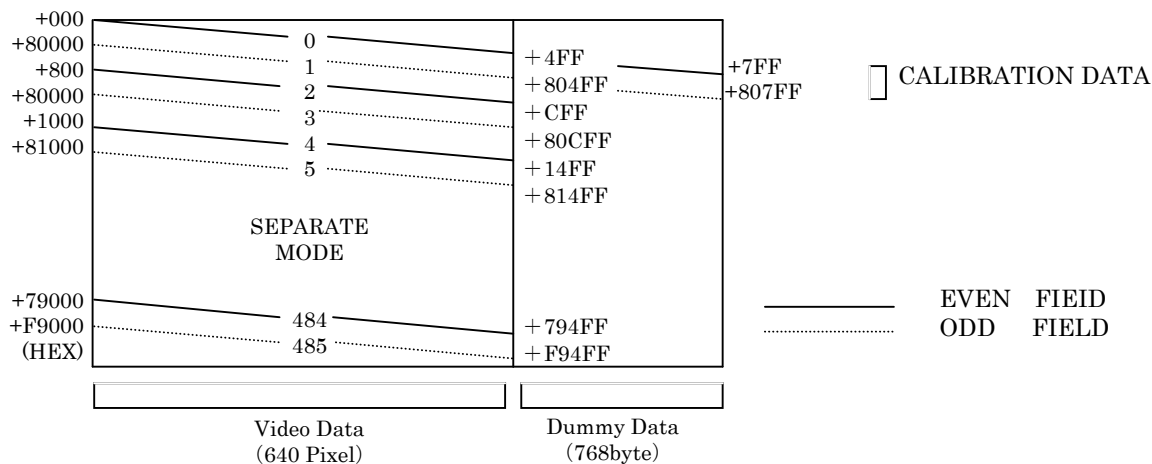 +000
+80000
+800
+80000
+1000
+81000
0
1
2
3
4
5
+4FF
+804FF
+CFF
+80CFF
+14FF
+814FF
+7FF
+807FF
CALIBRATION DATA
SEPARATE
MODE
+79000
+F9000
(HEX)
484
485
+794FF
+F94FF
EVEN FIEID
ODD FIELD
Video Data
(640 Pixel)
Dummy Data
(768byte)